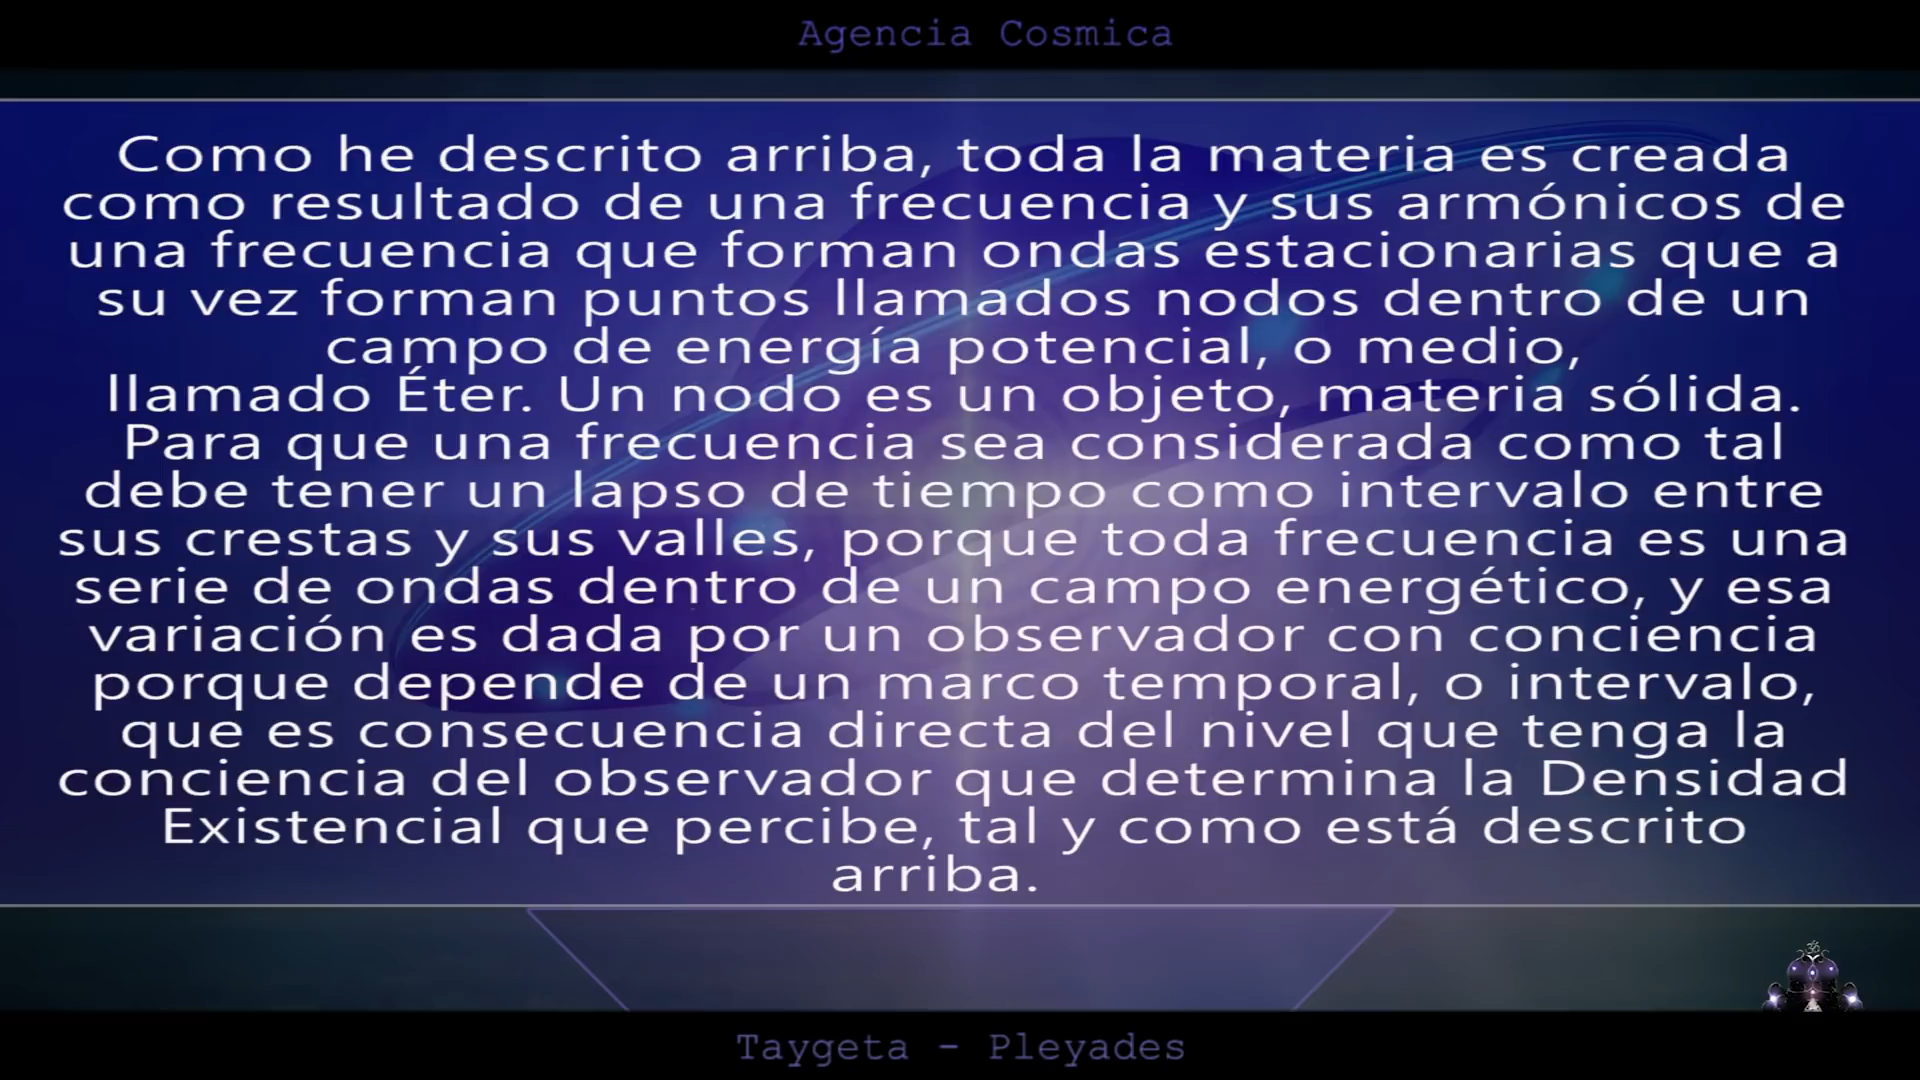 Agencia Cosmica
Como he descrito arriba, toda la materia es creada
como resultado de una frecuencia y sus armónicos de
una frecuencia que forman ondas estacionarias que a
su vez forman puntos llamados nodos dentro de un
campo de energía potencial, o medio,
llamado Éter. Un nodo es un objeto, materia sólida.
Para que una frecuencia sea considerada como tal
debe tener un lapso de tiempo como intervalo entre
sus crestas y sus valles, porque toda frecuencia es una
serie de ondas dentro de un campo energético, y esa
variación es dada por un observador con conciencia
porque depende de un marco temporal, o intervalo,
que es consecuencia directa del nivel que tenga la
conciencia del observador que determina la Densidad
Existencial que percibe, tal y como está descrito
arriba.
ॐ
Taygeta - Pleyades